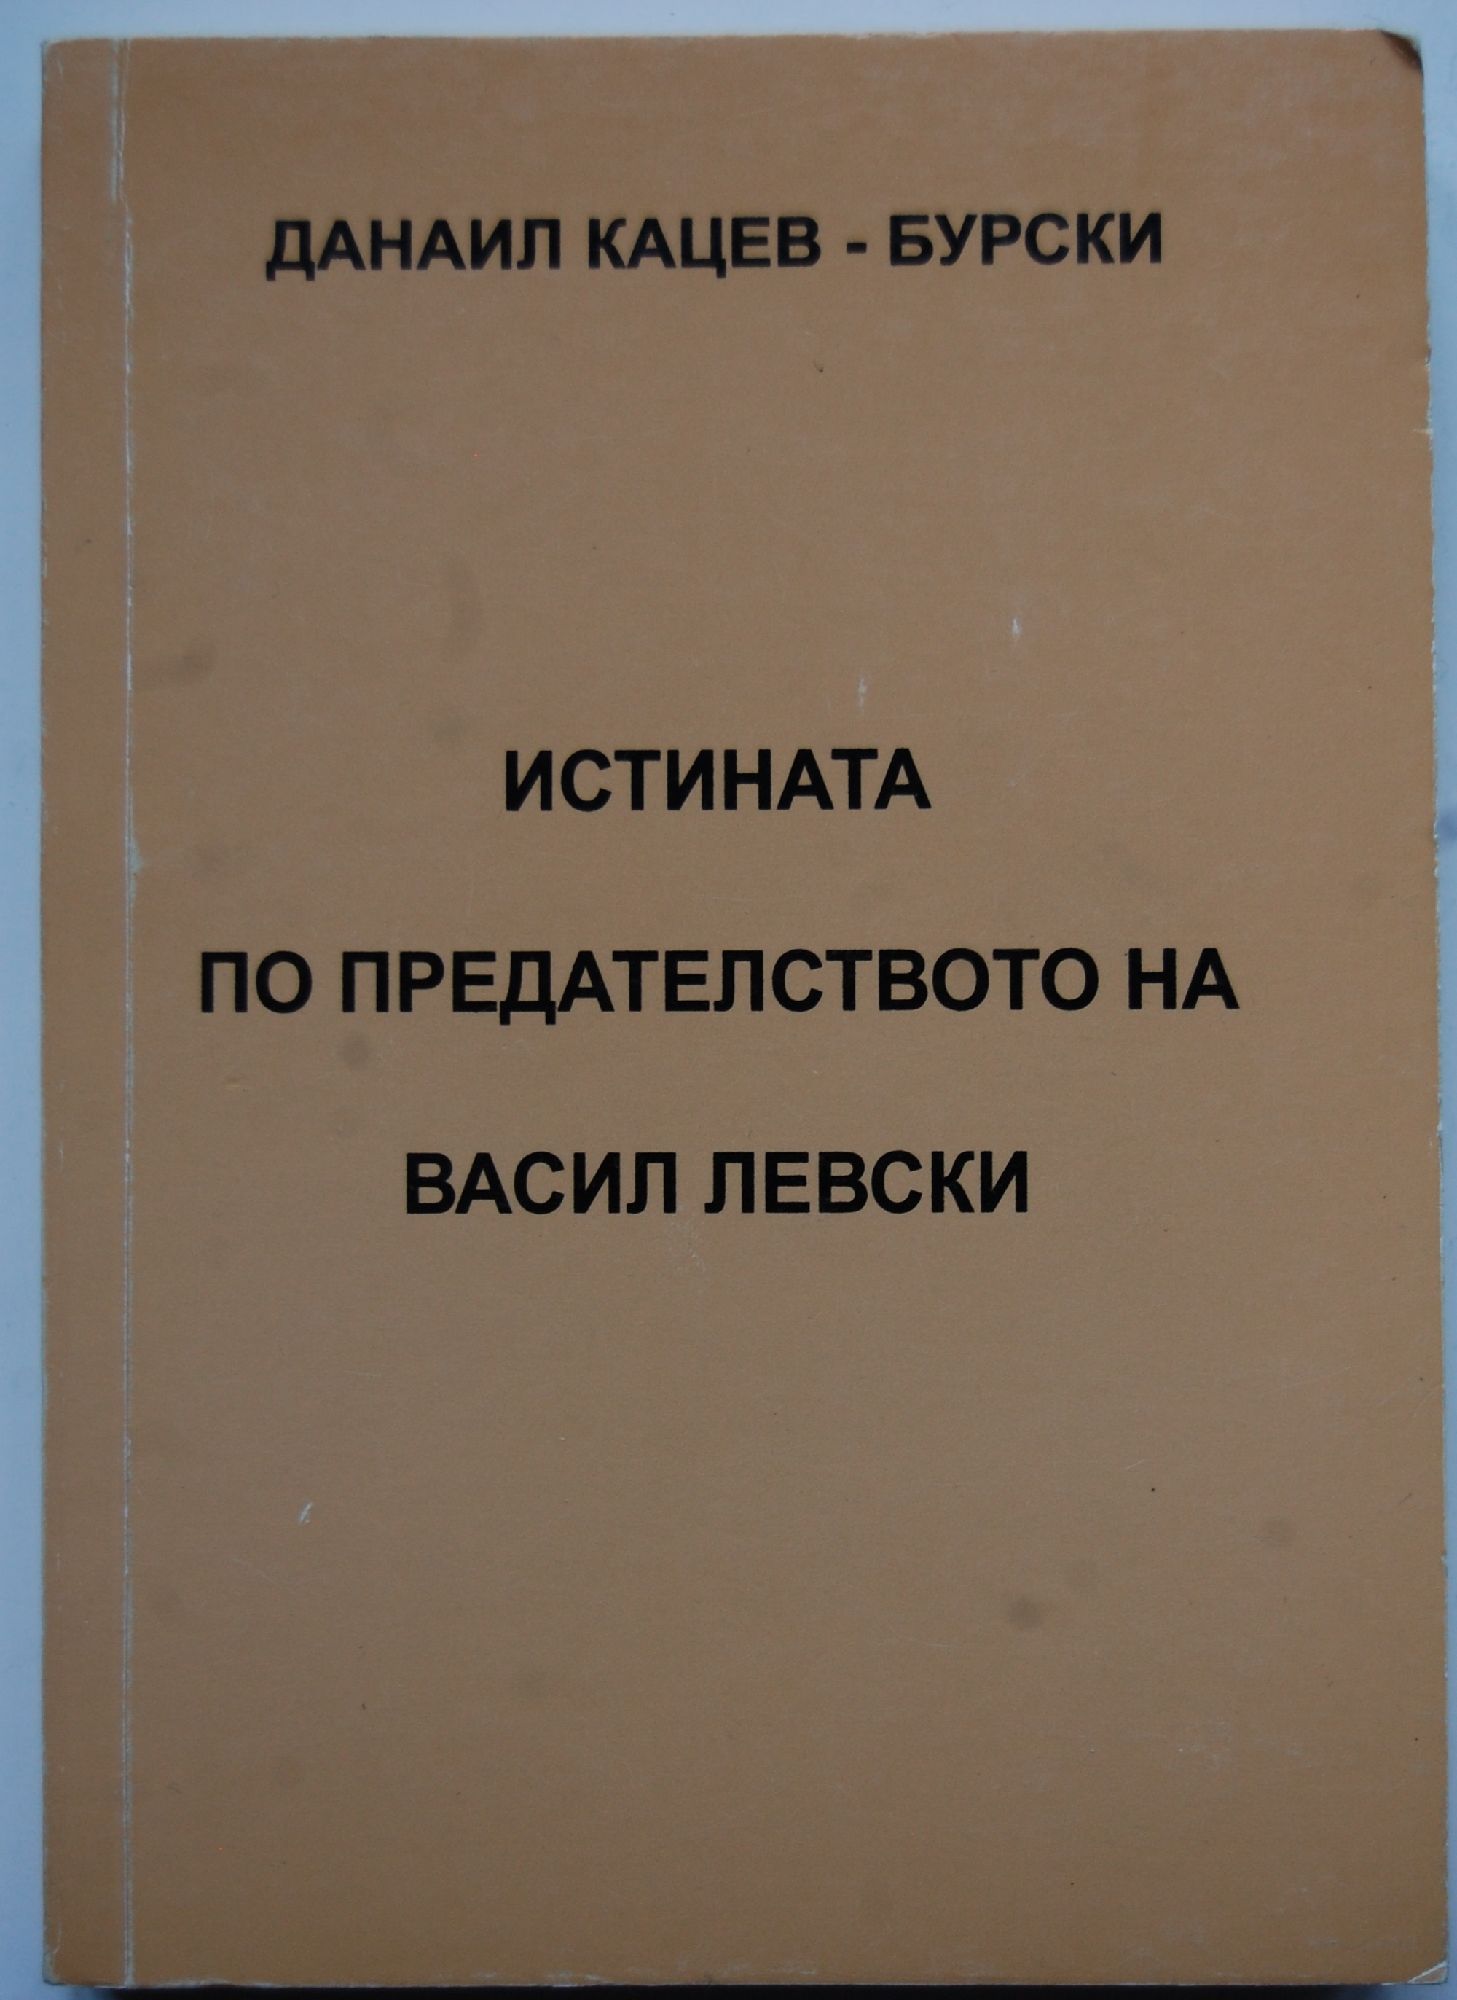 ДАНАИЛ КАЦЕВ - БУРСКИ
ИСТИНАТА
ПО ПРЕДАТЕЛСТВОТО НА
ВАСИЛ ЛЕВСКИ